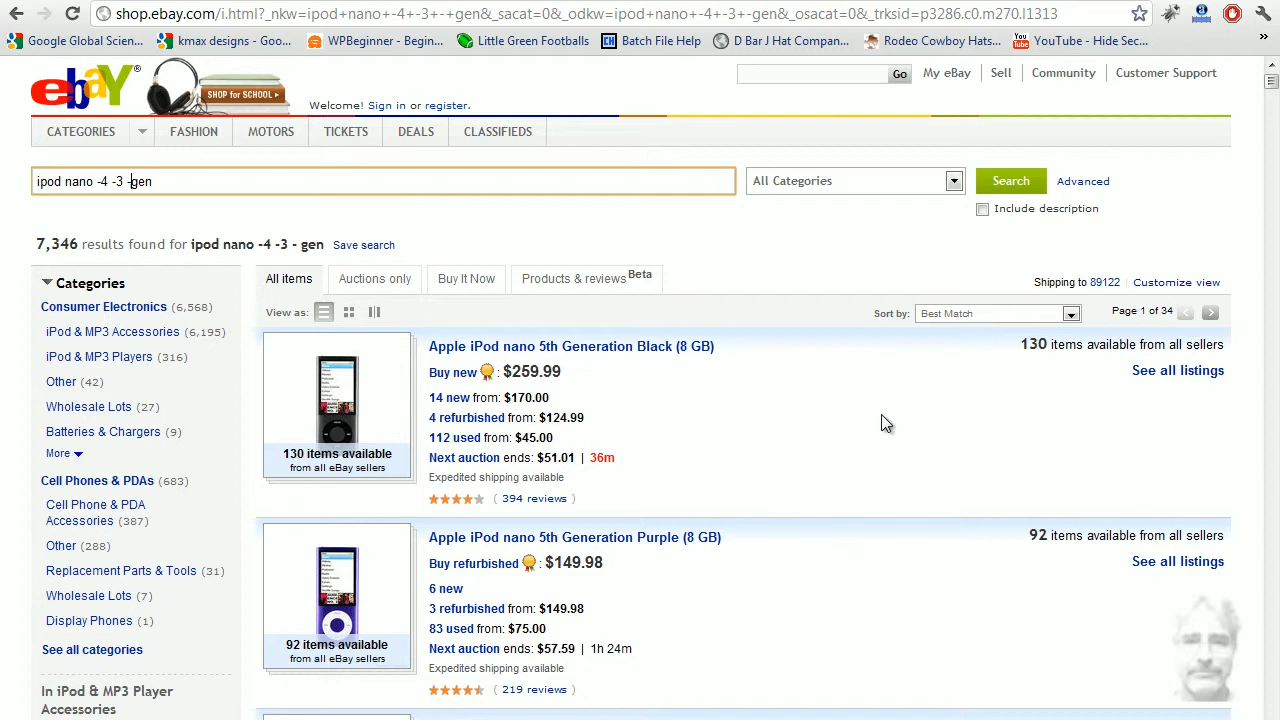 shop.ebay.com/i.html?_nkw=ipod+nano+-4+-3+-+gen&_sacat=0&_odkw=ipod+nano+-4+-3+-gen&_osacat=0&_trksid=p3286.c0.m270.l1313
Google Global Scien... kmax designs - Goo... WPBeginner - Begin... Little Green Footballs CH Batch File Help D Bar J Hat Compan... Rodeo Cowboy Hats... You Tube YouTube - Hide Sec... »
ebaY® SHOP for SCHOOL Welcome! Sign in or register. Go My eBay Sell Community Customer Support
CATEGORIES FASHION MOTORS TICKETS DEALS CLASSIFIEDS
ipod nano -4 -3 -gen All Categories Search Advanced
Include description
7,346 results found for ipod nano -4 -3 - gen Save search
Categories
Consumer Electronics (6,568)
iPod & MP3 Accessories (6,195)
iPod & MP3 Players (316)
Other (42)
Wholesale Lots (27)
Batteries & Chargers (9)
More
Cell Phones & PDAs (683)
Cell Phone & PDA
Accessories (387)
Other (288)
Replacement Parts & Tools (31)
Wholesale Lots (7)
Display Phones (1)
See all categories
In iPod & MP3 Player
Accessories
All items Auctions only Buy It Now Products & reviews Beta Shipping to 89122 Customize view
View as: Sort by: Best Match Page 1 of 34
Apple iPod nano 5th Generation Black (8 GB) 130 items available from all sellers
Buy new : $259.99 See all listings
14 new from: $170.00
4 refurbished from: $124.99
112 used from: $45.00
Next auction ends: $51.01 | 36m
Expedited shipping available
( 394 reviews )
130 items available
from all eBay sellers
Apple iPod nano 5th Generation Purple (8 GB) 92 items available from all sellers
Buy refurbished : $149.98 See all listings
6 new
3 refurbished from: $149.98
83 used from: $75.00
Next auction ends: $57.59 | 1h 24m
Expedited shipping available
( 219 reviews )
92 items available
from all eBay sellers